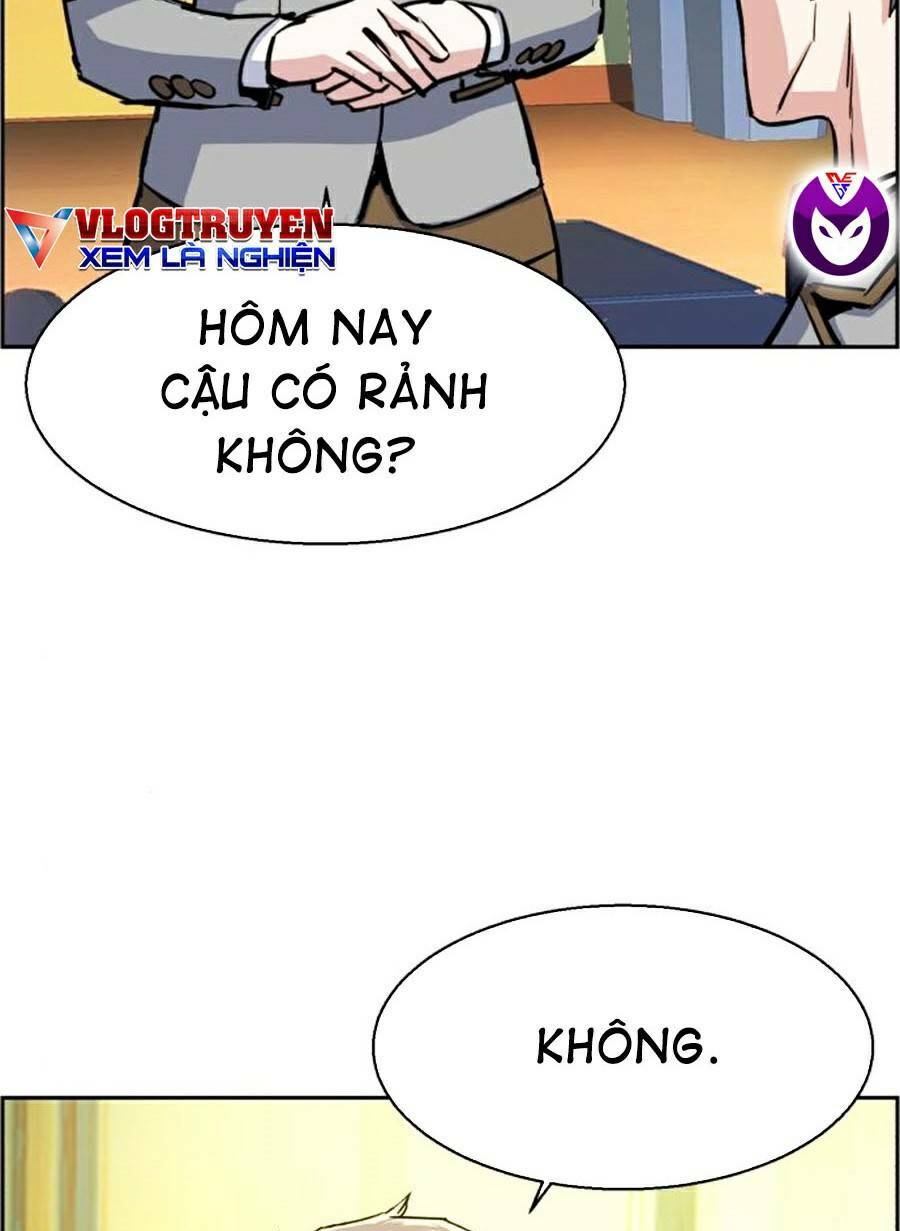 VLOGTRUYEN
XEM LÀ NGHIỆN
HÔM NAY
CẬU CÓ RẢNH
KHÔNG?
KHÔNG.